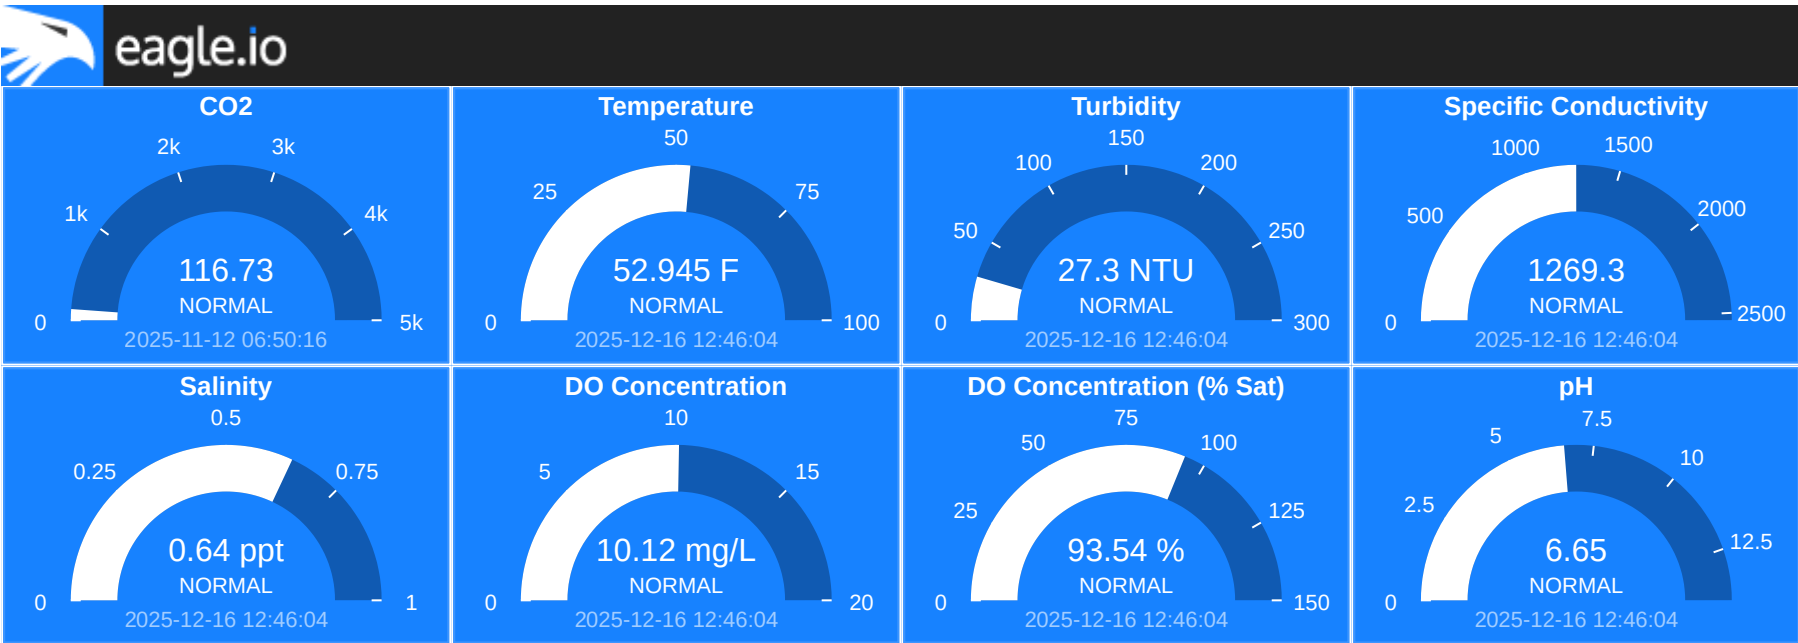 eagle.io
CO2
2k
3k
1k
4k
116.73
NORMAL
0
5k
2025-11-12 06:50:16
Temperature
50
25
75
52.945 F
NORMAL
0
100
2025-12-16 12:46:04
Turbidity
150
100
200
50
250
27.3 NTU
NORMAL
0
300
2025-12-16 12:46:04
Specific Conductivity
1000
1500
500
2000
1269.3
NORMAL
0
2500
2025-12-16 12:46:04
Salinity
0.5
0.25
0.75
0.64 ppt
NORMAL
0
1
2025-12-16 12:46:04
DO Concentration
10
5
15
10.12 mg/L
NORMAL
0
20
2025-12-16 12:46:04
DO Concentration (% Sat)
75
50
100
25
125
93.54 %
NORMAL
0
150
2025-12-16 12:46:04
pH
7.5
5
10
2.5
12.5
6.65
NORMAL
0
2025-12-16 12:46:04